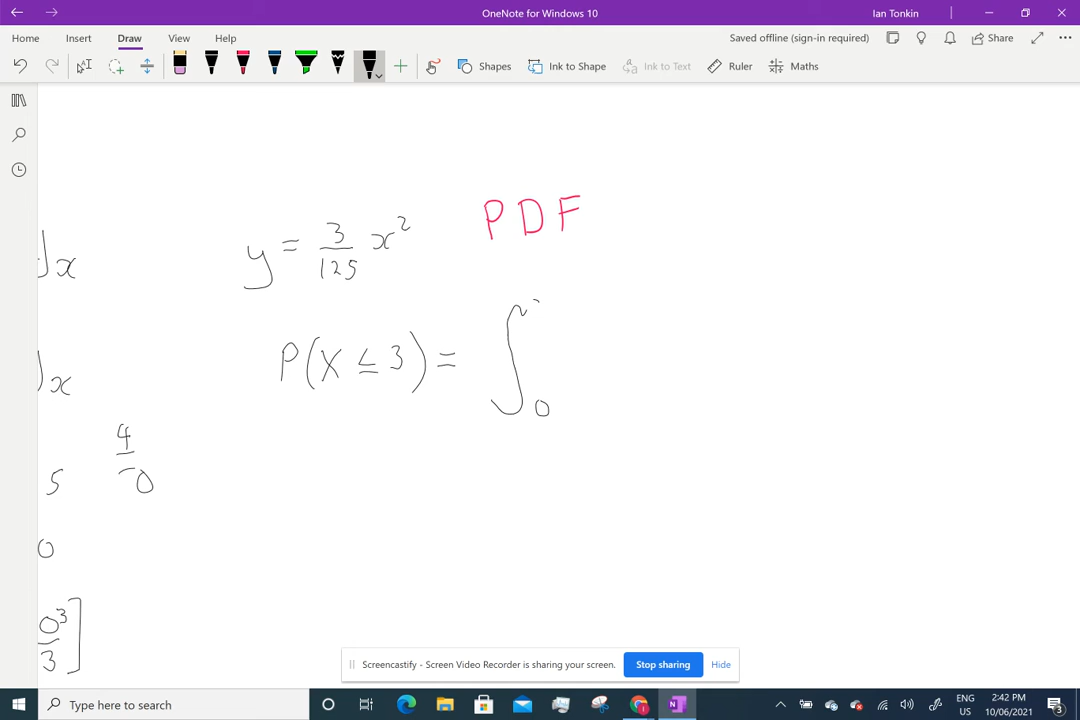 OneNote for Windows 10
Ian Tonkin
Home Insert Draw View Help
Saved offline (sign-in required)
Share
Shapes
Ink to Shape
Ink to Text
Ruler
Maths
PDF
y = 3/125 x²
x
P(X ≤ 3) = ∫ 0
x
4
0
5
0
0³
3
Screencastify - Screen Video Recorder is sharing your screen.
Stop sharing
Hide
Type here to search
ENG
US
2:42 PM
10/06/2021
3